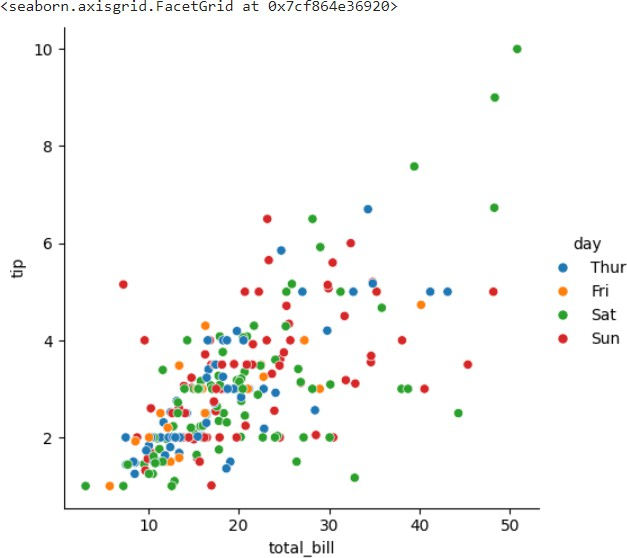 <seaborn.axisgrid.FacetGrid at 0x7cf864e36920>
10
8
6
4
2
tip
10 20 30 40 50
total_bill
day
Thur
Fri
Sat
Sun